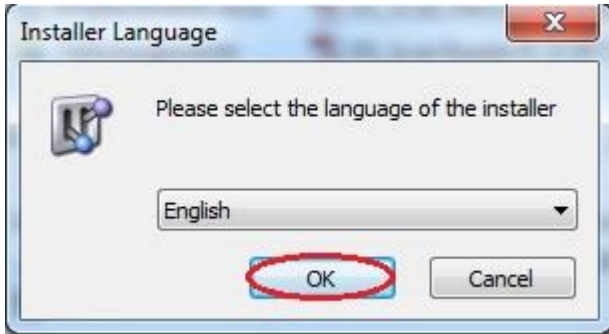 Installer Language
Please select the language of the installer
English
OK
Cancel